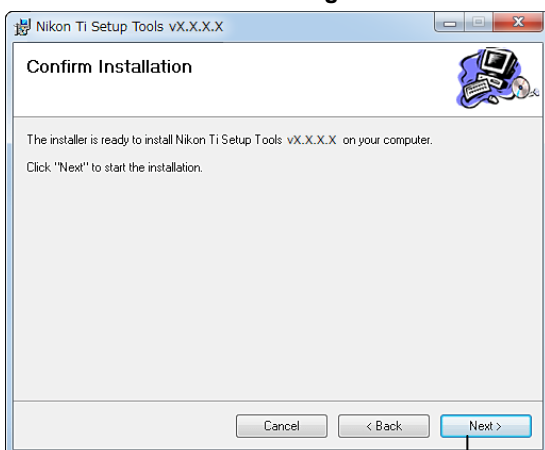 Nikon Ti Setup Tools vX.X.X.X
Confirm Installation
The installer is ready to install Nikon Ti Setup Tools vX.X.X.X on your computer.
Click "Next" to start the installation.
Cancel < Back Next >